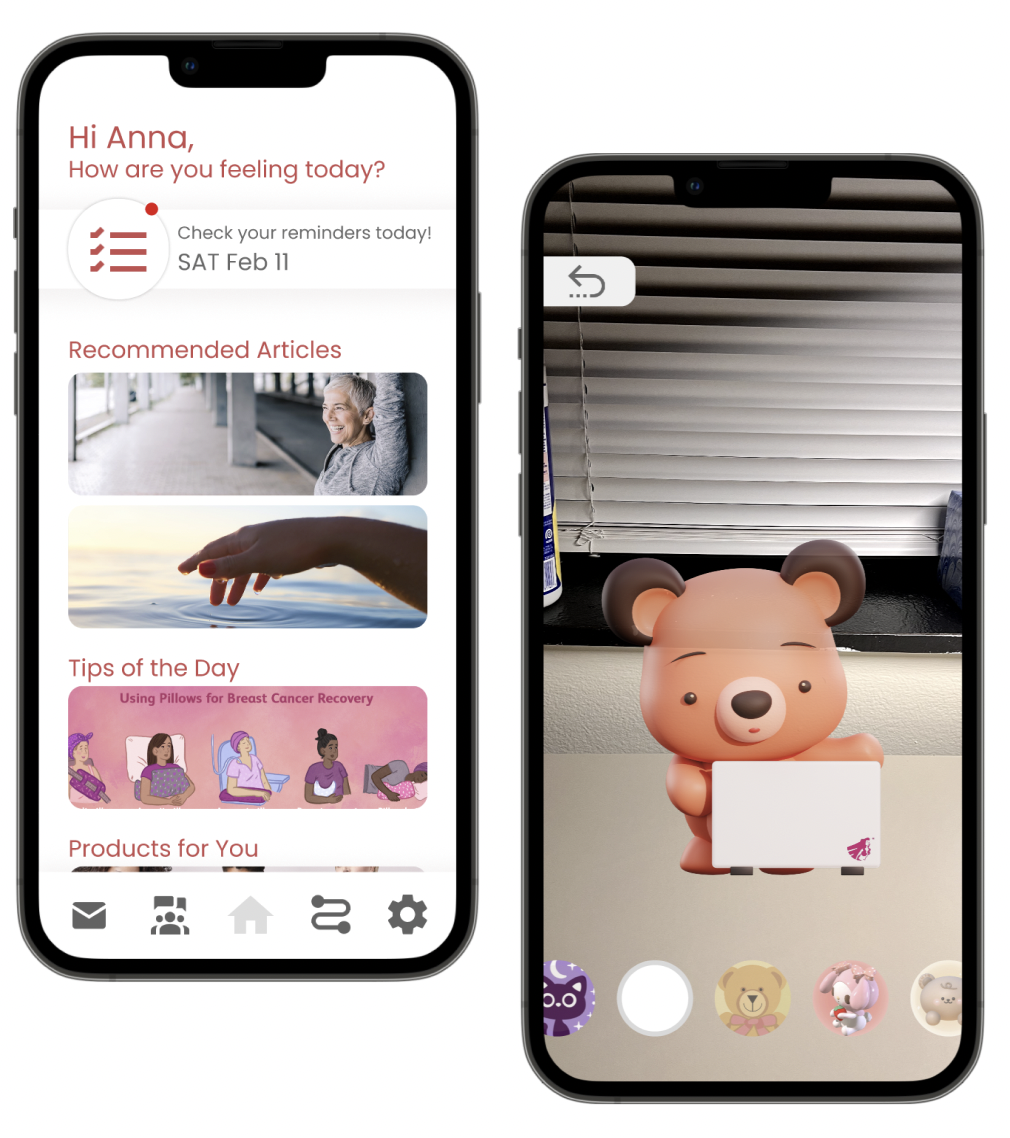 Hi Anna,
How are you feeling today?
Check your reminders today!
SAT Feb 11
Recommended Articles
Tips of the Day
Using Pillows for Breast Cancer Recovery
Products for You